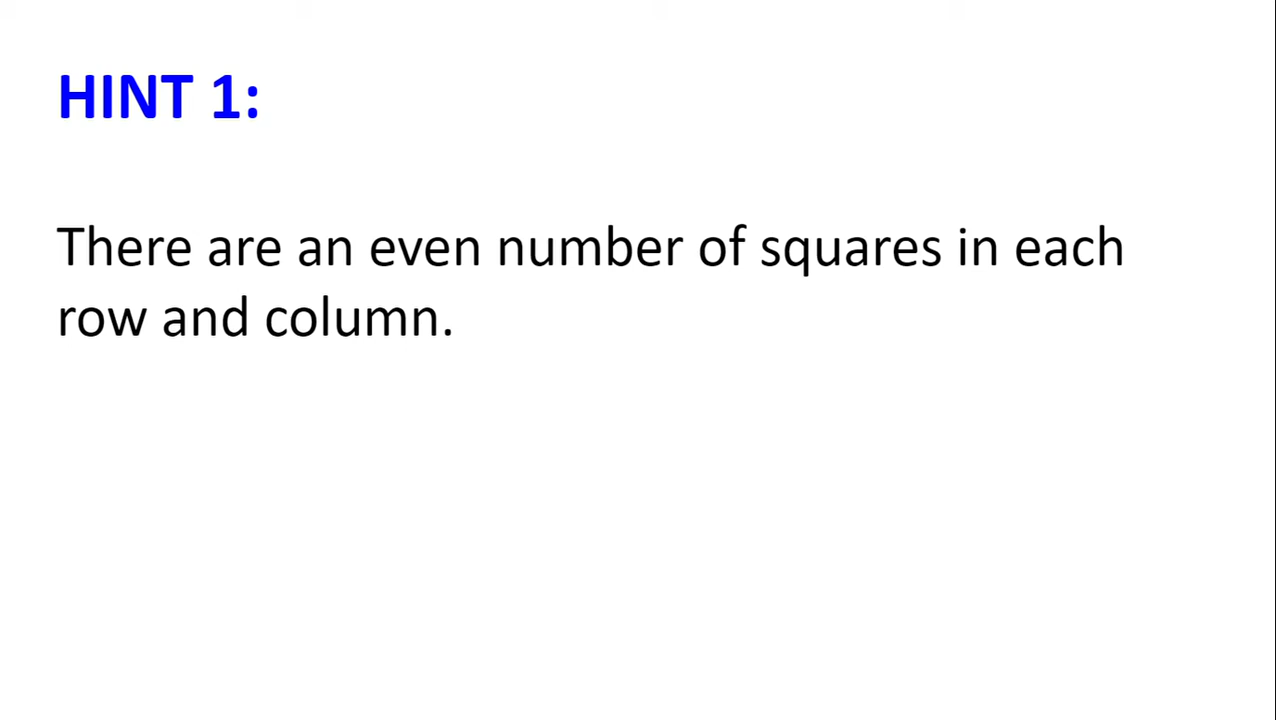 HINT 1:
There are an even number of squares in each
row and column.